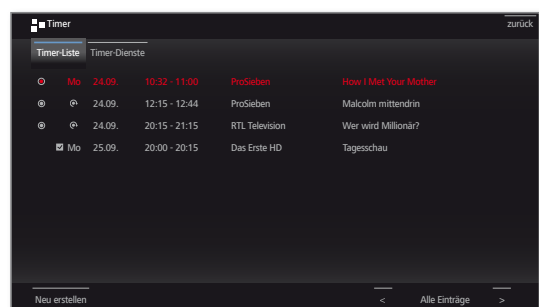 Timer zurück
Timer-Liste Timer-Dienste
Mo 24.09. 10:32 - 11:00 ProSieben How I Met Your Mother
24.09. 12:15 - 12:44 ProSieben Malcolm mittendrin
24.09. 20:15 - 21:15 RTL Television Wer wird Millionär?
Mo 25.09. 20:00 - 20:15 Das Erste HD Tagesschau
Neu erstellen < Alle Einträge >